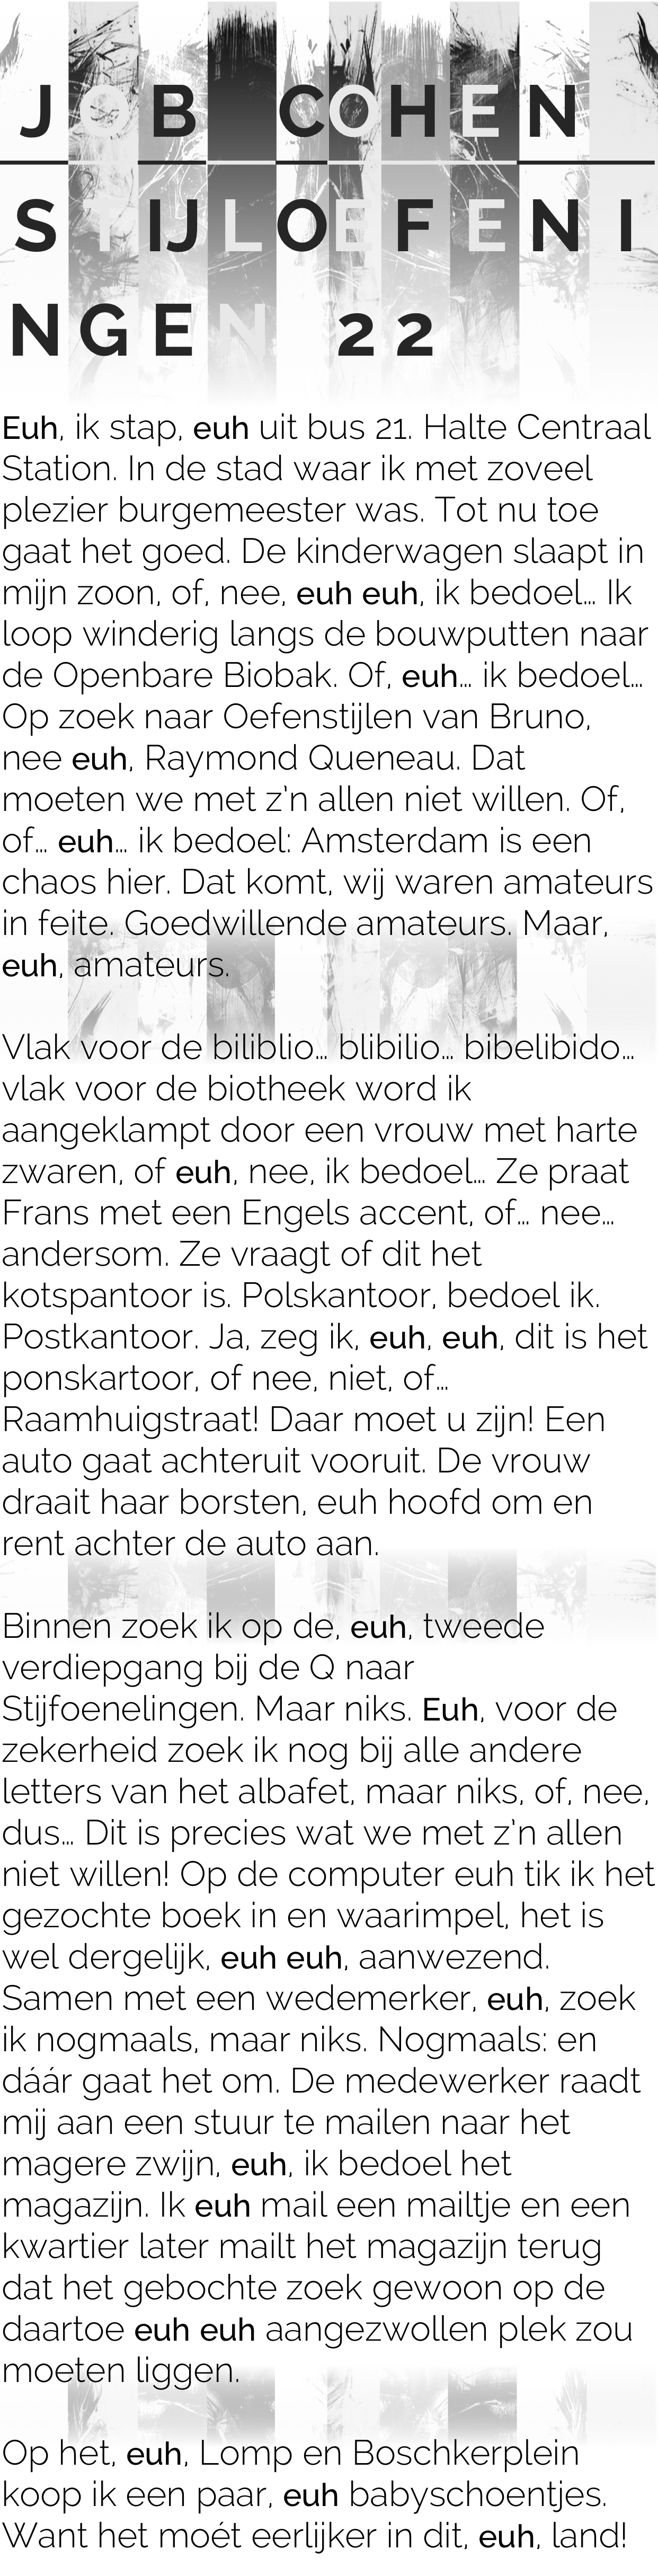 JOB COHEN
STIJLOEFENI
NGEN 22
Euh, ik stap, euh uit bus 21. Halte Centraal
Station. In de stad waar ik met zoveel
plezier burgemeester was. Tot nu toe
gaat het goed. De kinderwagen slaapt in
mijn zoon, of, nee, euh euh, ik bedoel… Ik
loop winderig langs de bouwputten naar
de Openbare Biobak. Of, euh… ik bedoel…
Op zoek naar Oefenstijlen van Bruno,
nee euh, Raymond Queneau. Dat
moeten we met z’n allen niet willen. Of,
of… euh… ik bedoel: Amsterdam is een
chaos hier. Dat komt, wij waren amateurs
in feite. Goedwillende amateurs. Maar,
euh, amateurs.
Vlak voor de biliblio… blibilio… bibelibido…
vlak voor de biotheek word ik
aangeklampt door een vrouw met harte
zwaren, of euh, nee, ik bedoel… Ze praat
Frans met een Engels accent, of… nee…
andersom. Ze vraagt of dit het
kotspantoor is. Polskantoor, bedoel ik.
Postkantoor. Ja, zeg ik, euh, euh, dit is het
ponskartoor, of nee, niet, of…
Raamhuigstraat! Daar moet u zijn! Een
auto gaat achteruit vooruit. De vrouw
draait haar borsten, euh hoofd om en
rent achter de auto aan.
Binnen zoek ik op de, euh, tweede
verdiepgang bij de Q naar
Stijfoenelingen. Maar niks. Euh, voor de
zekerheid zoek ik nog bij alle andere
letters van het albafet, maar niks, of, nee,
dus… Dit is precies wat we met z’n allen
niet willen! Op de computer euh tik ik het
gezochte boek in en waarimpel, het is
wel dergelijk, euh euh, aanwezend.
Samen met een wedemerker, euh, zoek
ik nogmaals, maar niks. Nogmaals: en
dáár gaat het om. De medewerker raadt
mij aan een stuur te mailen naar het
magere zwijn, euh, ik bedoel het
magazijn. Ik euh mail een mailtje en een
kwartier later mailt het magazijn terug
dat het gebochte zoek gewoon op de
daartoe euh euh aangezwollen plek zou
moeten liggen.
Op het, euh, Lomp en Boschkerplein
koop ik een paar, euh babyschoentjes.
Want het moét eerlijker in dit, euh, land!